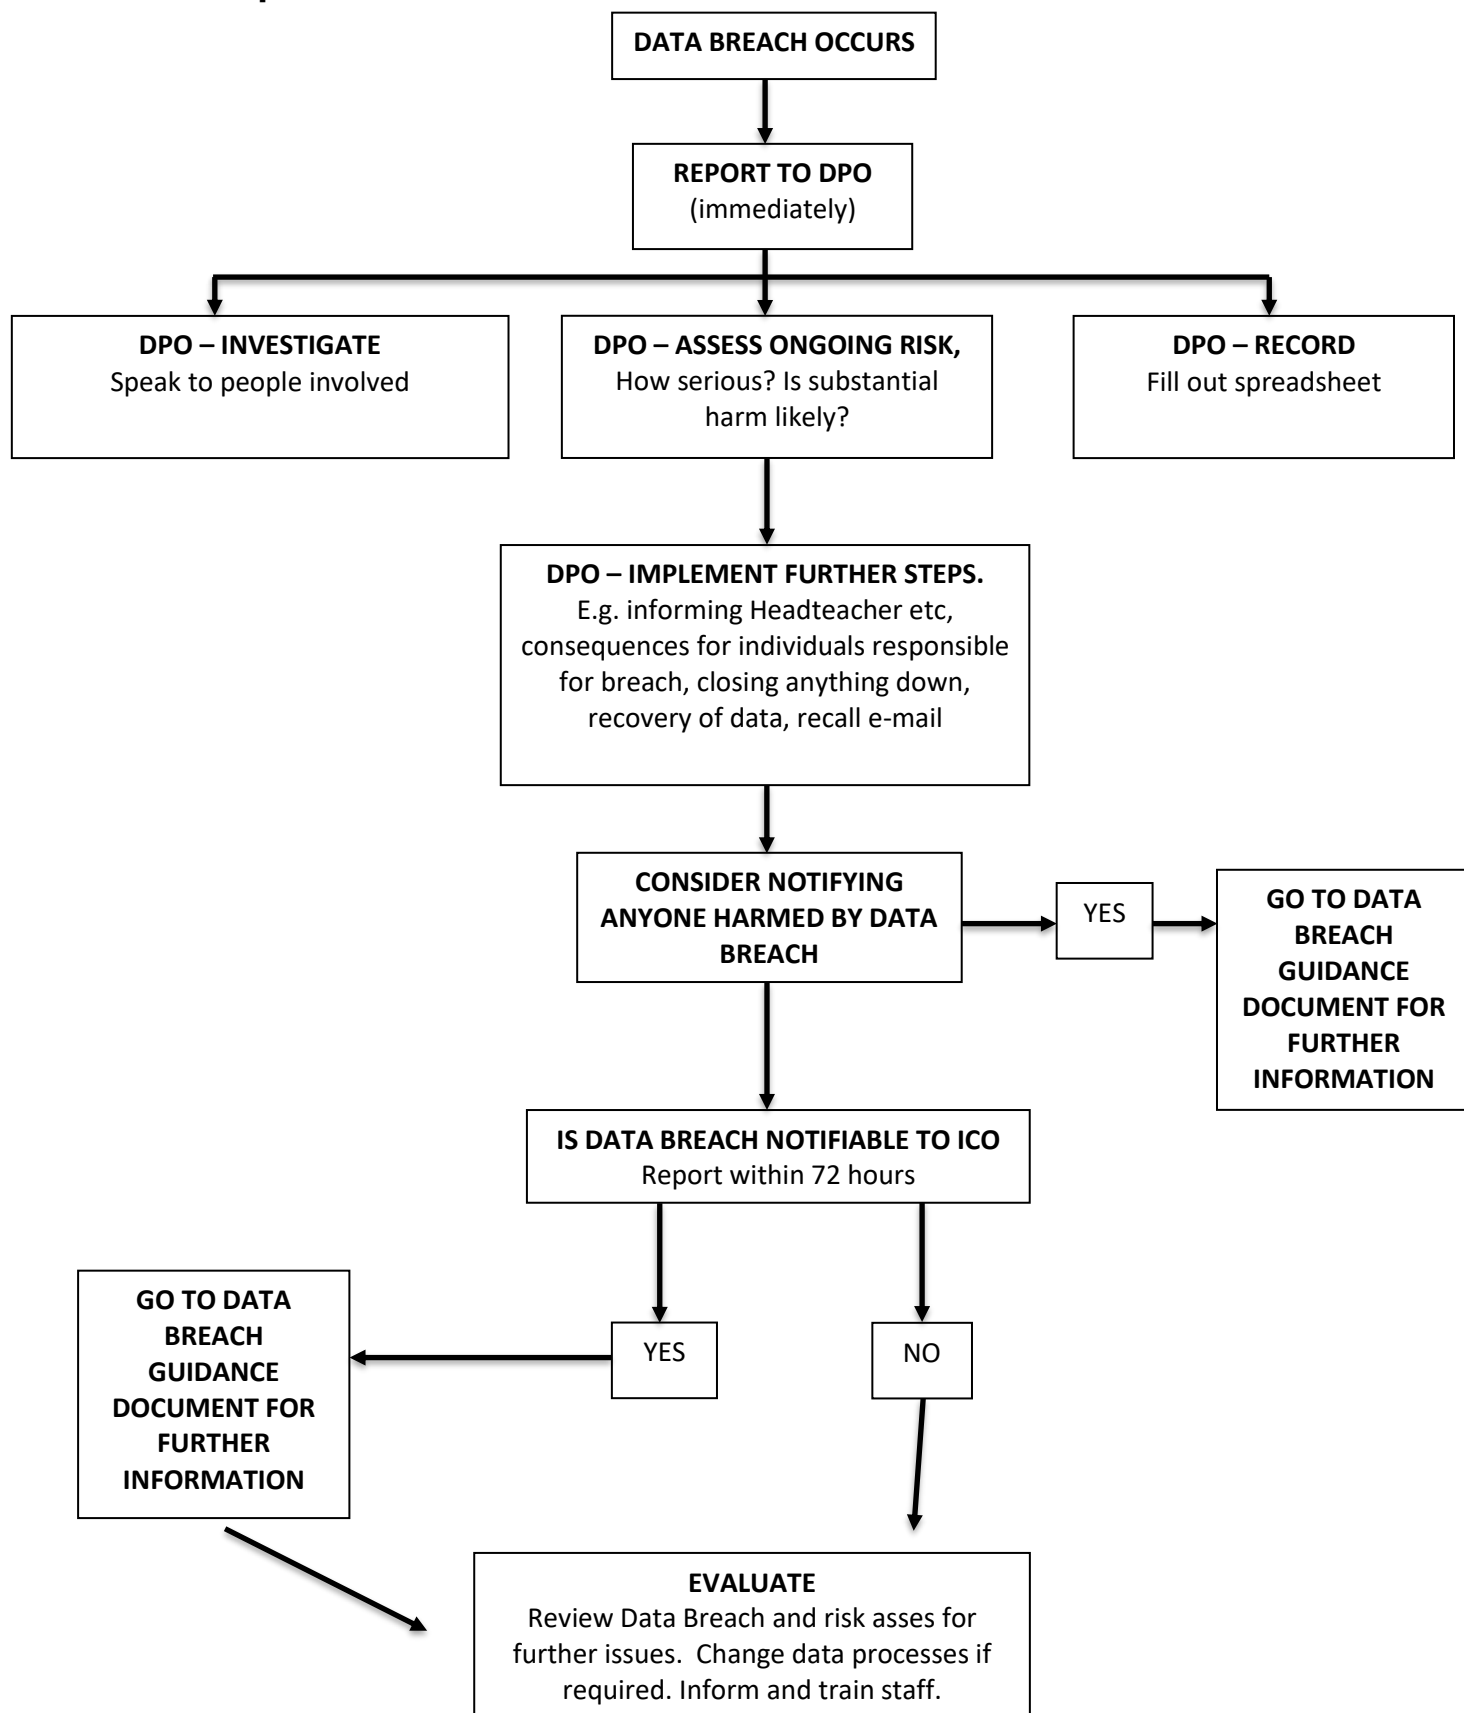 DATA BREACH OCCURS
REPORT TO DPO
(immediately)
DPO – INVESTIGATE
Speak to people involved
DPO – ASSESS ONGOING RISK,
How serious? Is substantial
harm likely?
DPO – RECORD
Fill out spreadsheet
DPO – IMPLEMENT FURTHER STEPS.
E.g. informing Headteacher etc,
consequences for individuals responsible
for breach, closing anything down,
recovery of data, recall e-mail
CONSIDER NOTIFYING
ANYONE HARMED BY DATA
BREACH
YES
GO TO DATA
BREACH
GUIDANCE
DOCUMENT FOR
FURTHER
INFORMATION
IS DATA BREACH NOTIFIABLE TO ICO
Report within 72 hours
YES
NO
GO TO DATA
BREACH
GUIDANCE
DOCUMENT FOR
FURTHER
INFORMATION
EVALUATE
Review Data Breach and risk asses for
further issues.  Change data processes if
required. Inform and train staff.